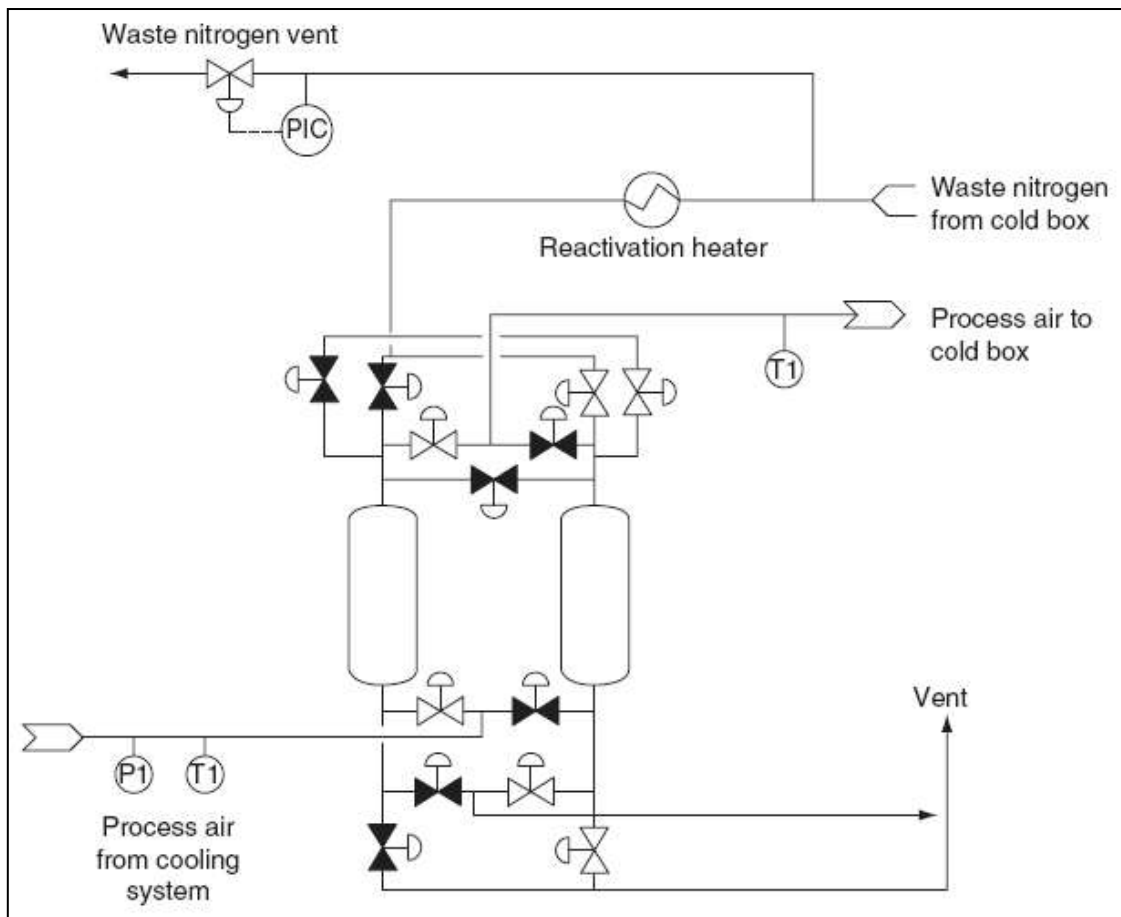 Waste nitrogen vent
PIC
Waste nitrogen
from cold box
Reactivation heater
Process air to
cold box
T1
Vent
P1
T1
Process air
from cooling
system